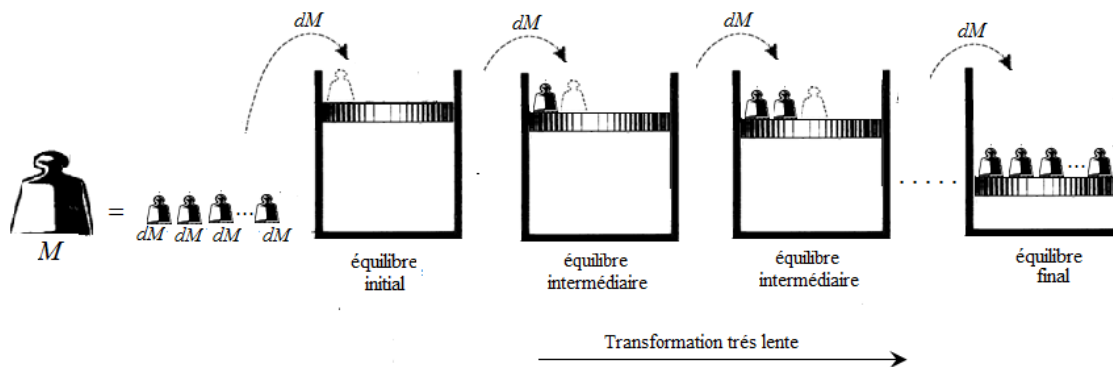 dM
dM
dM
dM
M
=
dM
dM
dM
...
dM
...
.....
équilibre
initial
équilibre
intermédiaire
équilibre
intermédiaire
équilibre
final
Transformation trés lente